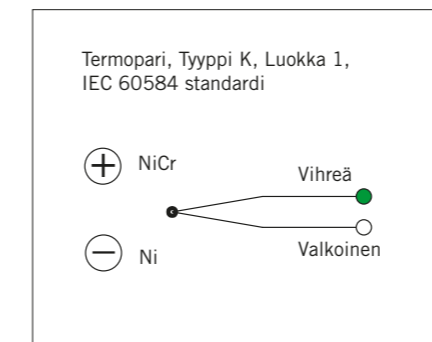 Termopari, Tyyppi K, Luokka 1,
IEC 60584 standardi
+ NiCr
Vihreä
Valkoinen
− Ni